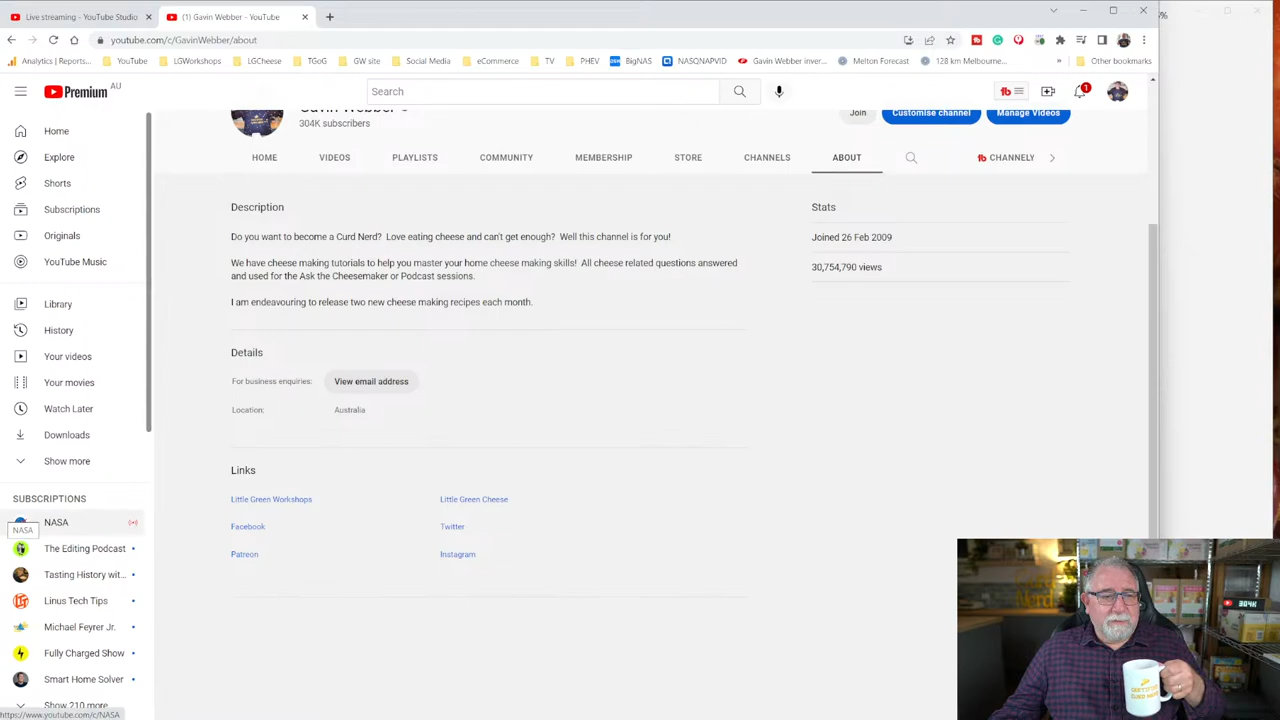 Live streaming - YouTube Studio
(1) Gavin Webber - YouTube
youtube.com/c/GavinWebber/about
Analytics | Reports...
YouTube
LGWorkshops
LGCheese
TGoG
GW site
Social Media
eCommerce
TV
PHEV
BigNAS
NASQNAPVID
Gavin Webber inver...
Melton Forecast
128 km Melbourne...
»
Other bookmarks
Premium AU
Search
1
Gavin Webber
304K subscribers
Join
Customise channel
Manage Videos
HOME
VIDEOS
PLAYLISTS
COMMUNITY
MEMBERSHIP
STORE
CHANNELS
ABOUT
CHANNELY
Home
Explore
Shorts
Subscriptions
Originals
YouTube Music
Library
History
Your videos
Your movies
Watch Later
Downloads
Show more
SUBSCRIPTIONS
NASA
NASA
The Editing Podcast
Tasting History wit...
Linus Tech Tips
Michael Feyrer Jr.
Fully Charged Show
Smart Home Solver
Show 210 more
https://www.youtube.com/c/NASA
Description
Do you want to become a Curd Nerd? Love eating cheese and can't get enough? Well this channel is for you!
We have cheese making tutorials to help you master your home cheese making skills! All cheese related questions answered
and used for the Ask the Cheesemaker or Podcast sessions.
I am endeavouring to release two new cheese making recipes each month.
Details
For business enquiries:
View email address
Location:
Australia
Links
Little Green Workshops
Little Green Cheese
Facebook
Twitter
Patreon
Instagram
Stats
Joined 26 Feb 2009
30,754,790 views
Curd
Nerd
304K
CERTIFIED
CURD NERD